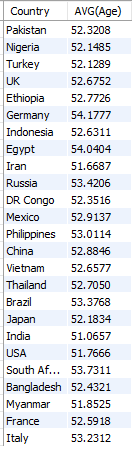 Country AVG(Age)
Pakistan 52.3208
Nigeria 52.1485
Turkey 52.1289
UK 52.6752
Ethiopia 52.7726
Germany 54.1777
Indonesia 52.6311
Egypt 54.0404
Iran 51.6687
Russia 53.4206
DR Congo 52.3516
Mexico 52.9137
Philippines 53.0114
China 52.8846
Vietnam 52.6577
Thailand 52.7050
Brazil 53.3768
Japan 52.1834
India 51.0657
USA 51.7666
South Af... 53.7311
Bangladesh 52.4321
Myanmar 51.8525
France 52.5918
Italy 53.2312